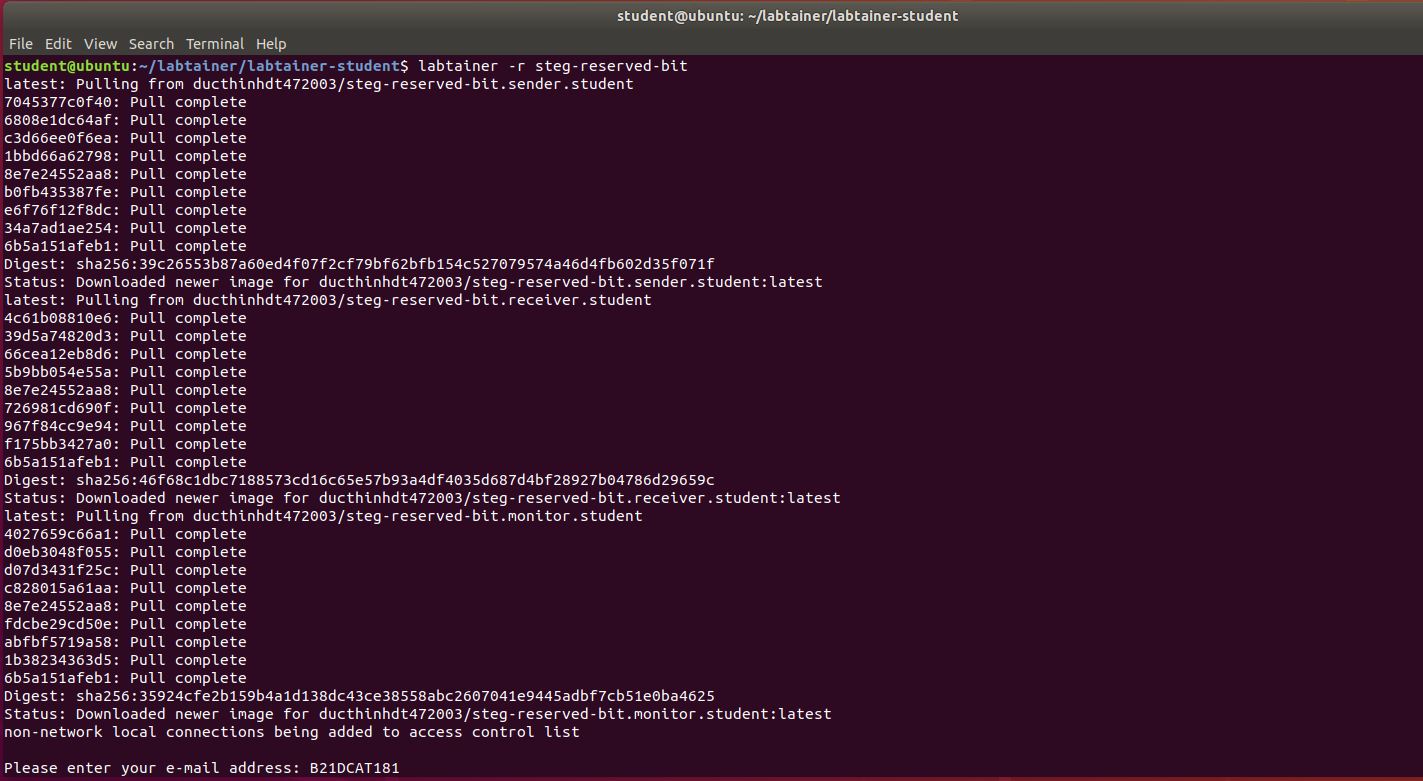 student@ubuntu: ~/labtainer/labtainer-student
File Edit View Search Terminal Help
student@ubuntu:~/labtainer/labtainer-student$ labtainer -r steg-reserved-bit
latest: Pulling from ducthinhdt472003/steg-reserved-bit.sender.student
7045377c0f40: Pull complete
6808e1dc64af: Pull complete
c3d66ee0f6ea: Pull complete
1bbd66a62798: Pull complete
8e7e24552aa8: Pull complete
b0fb435387fe: Pull complete
e6f76f12f8dc: Pull complete
34a7ad1ae254: Pull complete
6b5a151afeb1: Pull complete
Digest: sha256:39c26553b87a60ed4f07f2cf79bf62bfb154c527079574a46d4fb602d35f071f
Status: Downloaded newer image for ducthinhdt472003/steg-reserved-bit.sender.student:latest
latest: Pulling from ducthinhdt472003/steg-reserved-bit.receiver.student
4c61b08810e6: Pull complete
39d5a74820d3: Pull complete
66cea12eb8d6: Pull complete
5b9bb054e55a: Pull complete
8e7e24552aa8: Pull complete
726981cd690f: Pull complete
967f84cc9e94: Pull complete
f175bb3427a0: Pull complete
6b5a151afeb1: Pull complete
Digest: sha256:46f68c1dbc7188573cd16c65e57b93a4df4035d687d4bf28927b04786d29659c
Status: Downloaded newer image for ducthinhdt472003/steg-reserved-bit.receiver.student:latest
latest: Pulling from ducthinhdt472003/steg-reserved-bit.monitor.student
4027659c66a1: Pull complete
d0eb3048f055: Pull complete
d07d3431f25c: Pull complete
c828015a61aa: Pull complete
8e7e24552aa8: Pull complete
fdcbe29cd50e: Pull complete
abfbf5719a58: Pull complete
1b38234363d5: Pull complete
6b5a151afeb1: Pull complete
Digest: sha256:35924cfe2b159b4a1d138dc43ce38558abc2607041e9445adbf7cb51e0ba4625
Status: Downloaded newer image for ducthinhdt472003/steg-reserved-bit.monitor.student:latest
non-network local connections being added to access control list
Please enter your e-mail address: B21DCAT181